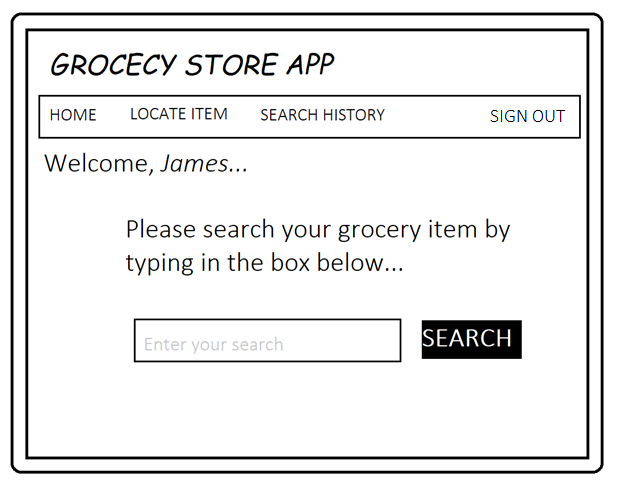 GROCECY STORE APP
HOME LOCATE ITEM SEARCH HISTORY SIGN OUT
Welcome, James...
Please search your grocery item by
typing in the box below...
Enter your search SEARCH